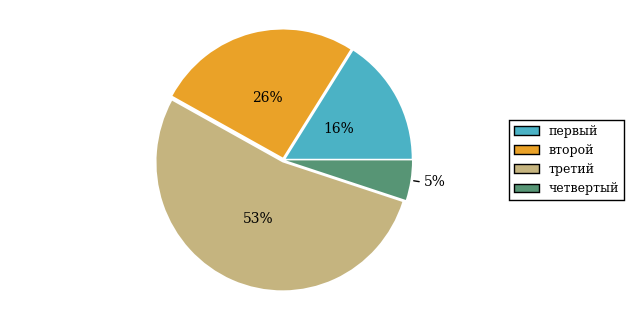 26%
16%
5%
53%
первый
второй
третий
четвертый